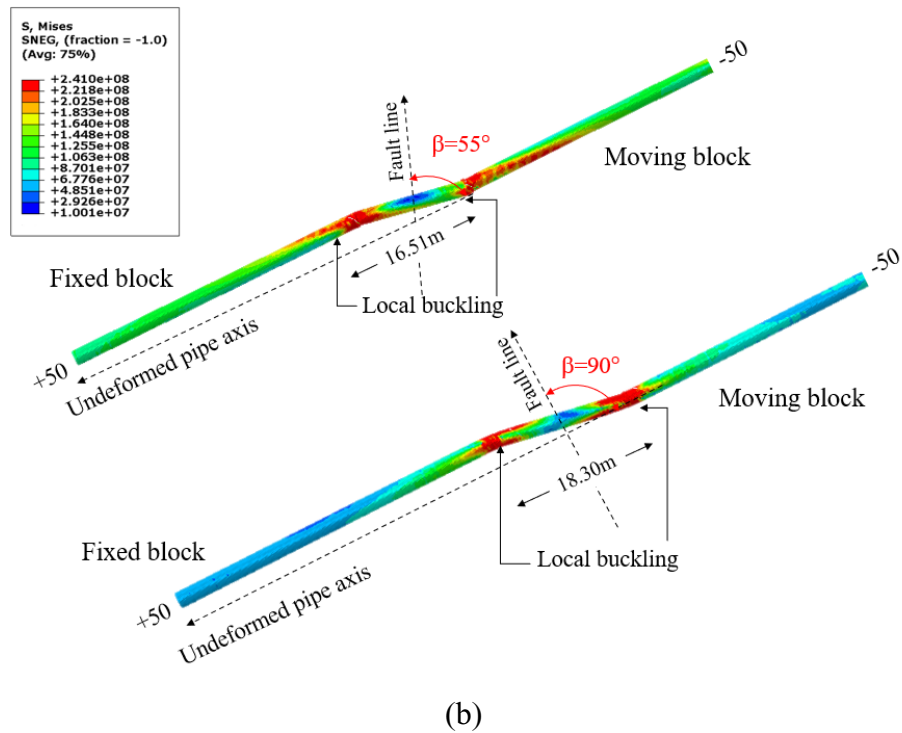 S, Mises
SNEG, (fraction = -1.0)
(Avg: 75%)
+2.410e+08
+2.218e+08
+2.025e+08
+1.833e+08
+1.640e+08
+1.448e+08
+1.255e+08
+1.063e+08
+8.701e+07
+6.776e+07
+4.851e+07
+2.926e+07
+1.001e+07
-50
Fault line
β=55°
Moving block
16.51m
Fixed block
Local buckling
+50
Undeformed pipe axis
-50
Fault line
β=90°
Moving block
18.30m
Fixed block
Local buckling
+50
Undeformed pipe axis
(b)